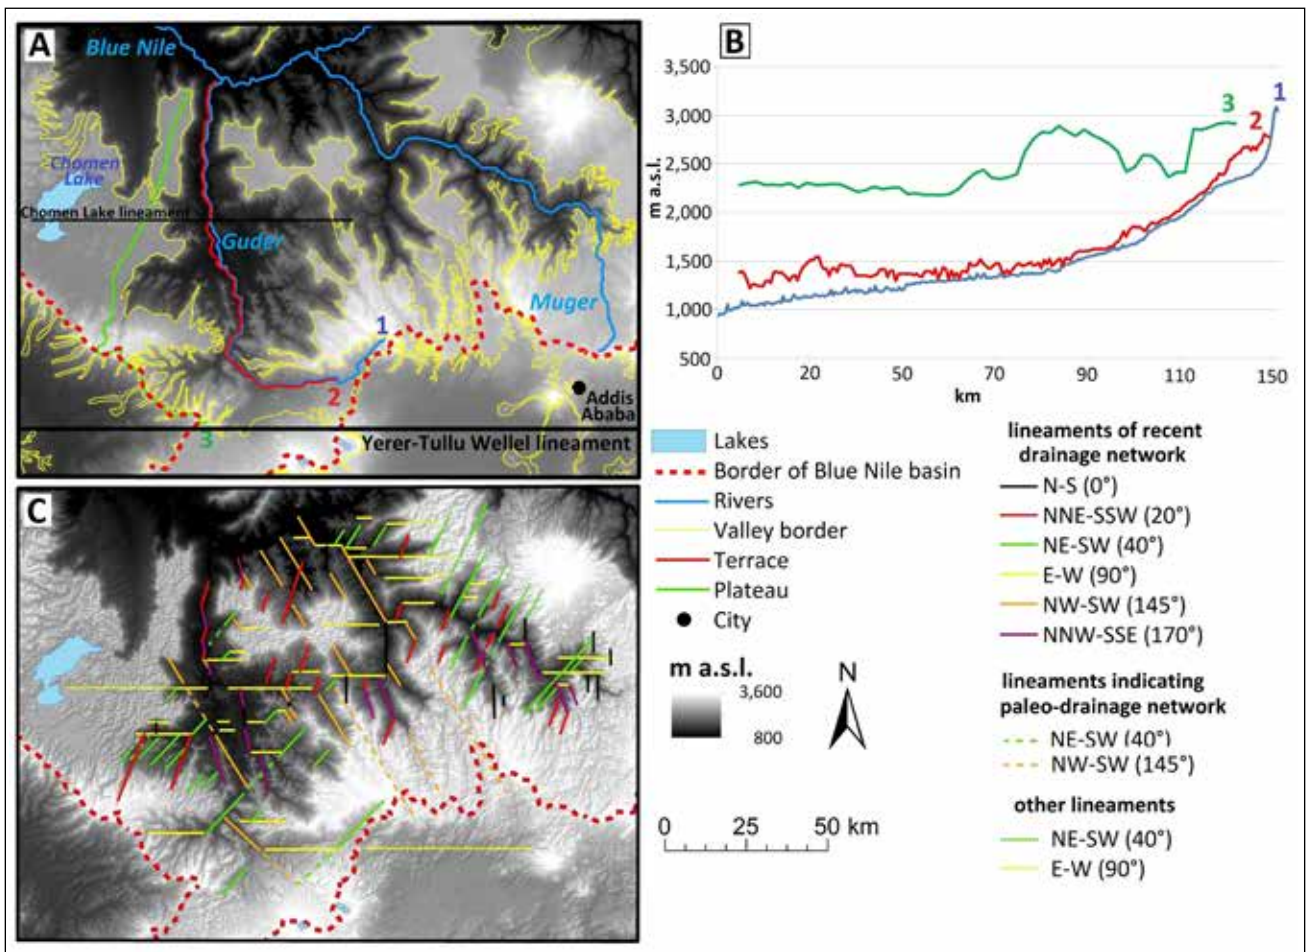 A
Blue Nile
Chomen
Lake
Chomen Lake lineament
Guder
Muger
1
2
3
Addis
Ababa
Yerer-Tullu Wellel lineament
B
3,500
3,000
2,500
2,000
1,500
1,000
500
m a.s.l.
3
2
1
0
20
50
70
90
110
150
km
C
Lakes
Border of Blue Nile basin
Rivers
Valley border
Terrace
Plateau
City
m a.s.l.
3,600
800
N
0
25
50 km
lineaments of recent
drainage network
N-S (0°)
NNE-SSW (20°)
NE-SW (40°)
E-W (90°)
NW-SW (145°)
NNW-SSE (170°)
lineaments indicating
paleo-drainage network
NE-SW (40°)
NW-SW (145°)
other lineaments
NE-SW (40°)
E-W (90°)